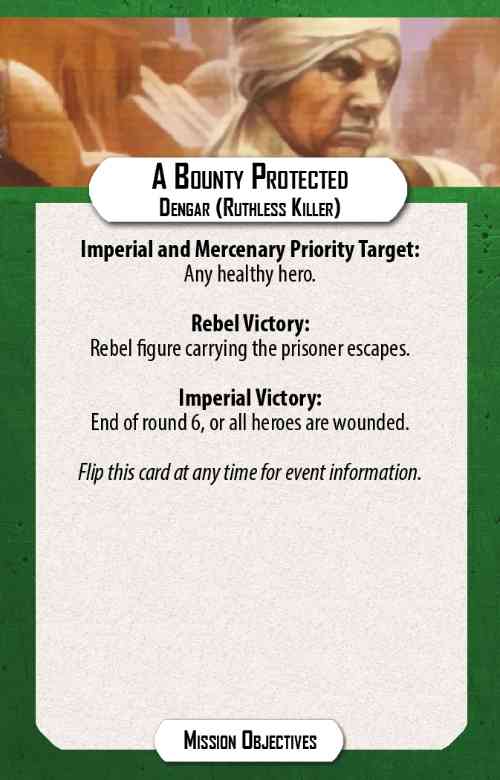 A Bounty Protected
Dengar (Ruthless Killer)
Imperial and Mercenary Priority Target:
Any healthy hero.
Rebel Victory:
Rebel figure carrying the prisoner escapes.
Imperial Victory:
End of round 6, or all heroes are wounded.
Flip this card at any time for event information.
Mission Objectives